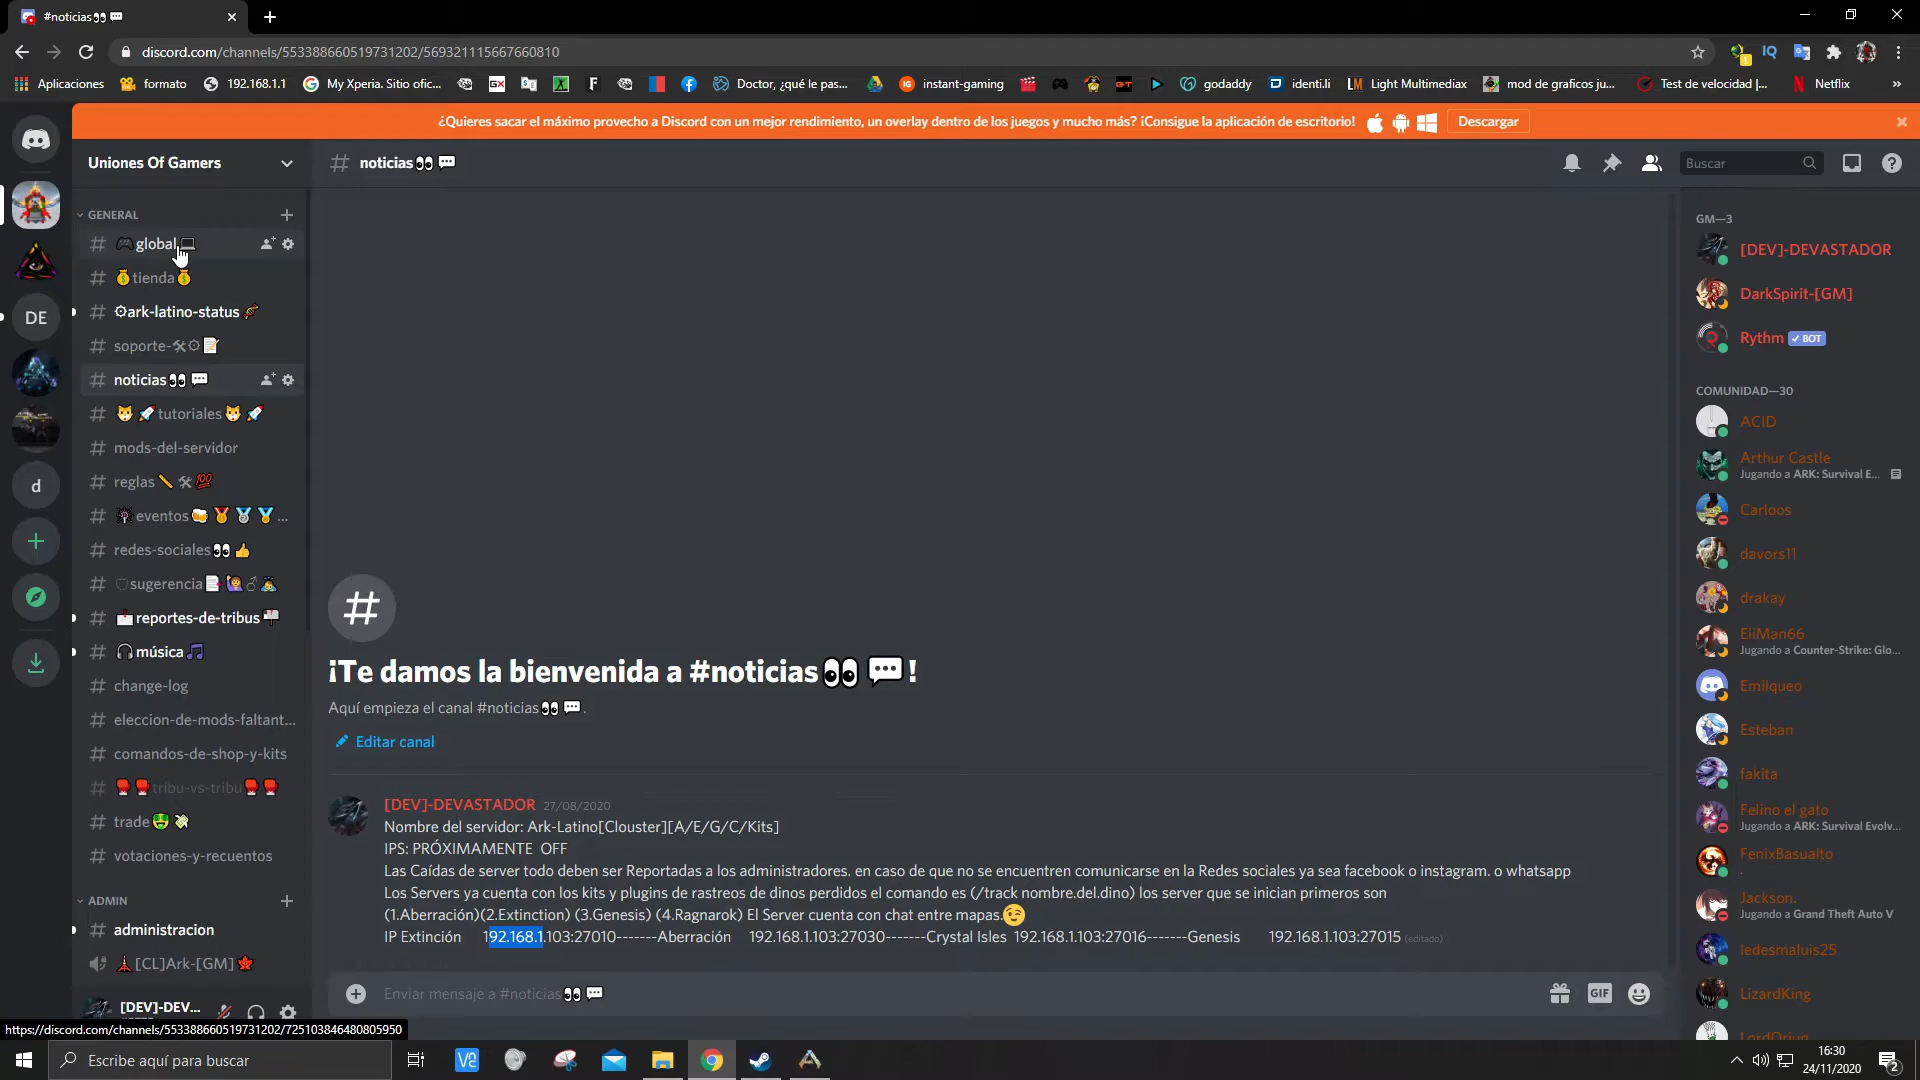 #noticias👀💬
discord.com/channels/553388660519731202/569321115667660810
Aplicaciones
formato
192.168.1.1
My Xperia. Sitio ofic...
GX
Doctor, ¿qué le pas...
instant-gaming
godaddy
identi.li
Light Multimediax
mod de graficos ju...
Test de velocidad |...
Netflix
»
¿Quieres sacar el máximo provecho a Discord con un mejor rendimiento, un overlay dentro de los juegos y mucho más? ¡Consigue la aplicación de escritorio!
Descargar
Uniones Of Gamers
# noticias👀💬
Buscar
GENERAL
# 🎮global💻
# 💰tienda💰
# ⚙ark-latino-status
# soporte-🛠⚙📝
# noticias👀💬
# 🐱🚀tutoriales🐱🚀
# mods-del-servidor
# reglas📏🛠💯
# eventos🍻🥇🥈🏅...
# redes-sociales👀👍
# sugerencia📑🙋♂🙇
# 📩reportes-de-tribus📬
# 🎧música🎵
# change-log
# eleccion-de-mods-faltant...
# comandos-de-shop-y-kits
# 🥊🥊tribu-vs-tribu🥊🥊
# trade🤑💸
# votaciones-y-recuentos
ADMIN
# administracion
🗼[CL]Ark-[GM]🍁
[DEV]-DEV...
DE
d
#
¡Te damos la bienvenida a #noticias👀💬!
Aquí empieza el canal #noticias👀💬.
Editar canal
[DEV]-DEVASTADOR 27/08/2020
Nombre del servidor: Ark-Latino[Clouster][A/E/G/C/Kits]
IPS: PRÓXIMAMENTE OFF
Las Caídas de server todo deben ser Reportadas a los administradores. en caso de que no se encuentren comunicarse en la Redes sociales ya sea facebook o instagram. o whatsapp
Los Servers ya cuenta con los kits y plugins de rastreos de dinos perdidos el comando es (/track nombre.del.dino) los server que se inician primeros son
(1.Aberración)(2.Extinction) (3.Genesis) (4.Ragnarok) El Server cuenta con chat entre mapas.😉
IP Extinción 192.168.1.103:27010-------Aberración 192.168.1.103:27030-------Crystal Isles 192.168.1.103:27016-------Genesis 192.168.1.103:27015 (editado)
Enviar mensaje a #noticias👀💬
GIF
GM—3
[DEV]-DEVASTADOR
DarkSpirit-[GM]
Rythm ✓ BOT
COMUNIDAD—30
ACID
Arthur Castle
Jugando a ARK: Survival E...
Carloos
davors11
drakay
EiiMan66
Jugando a Counter-Strike: Glo...
Emilqueo
Esteban
fakita
Felino el gato
Jugando a ARK: Survival Evolv...
FenixBasualto
.
Jackson.
Jugando a Grand Theft Auto V
ledesmaluis25
LizardKing
LordOriun
https://discord.com/channels/553388660519731202/725103846480805950
Escribe aquí para buscar
16:30
24/11/2020
2